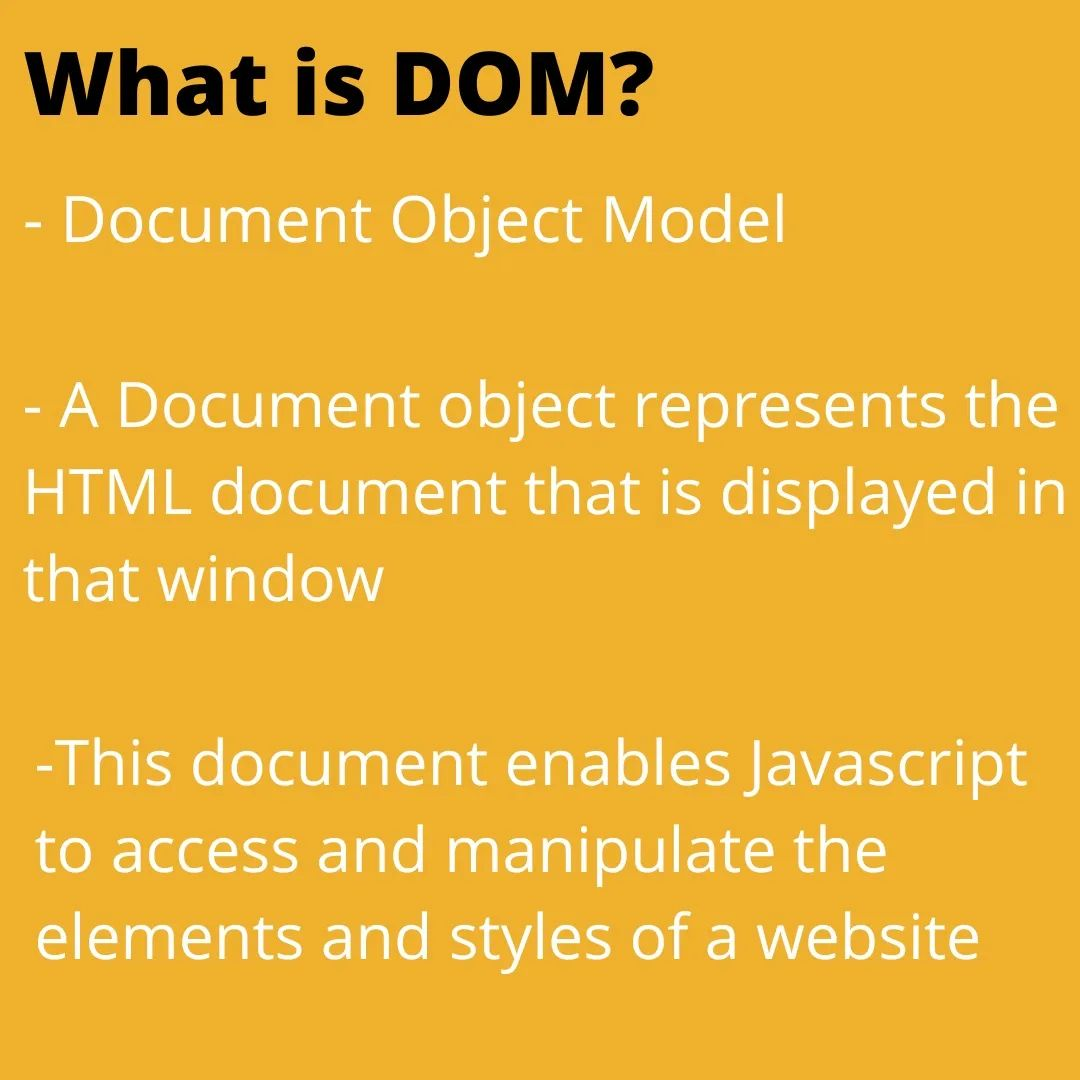 What is DOM?
- Document Object Model
- A Document object represents the
HTML document that is displayed in
that window
-This document enables Javascript
to access and manipulate the
elements and styles of a website